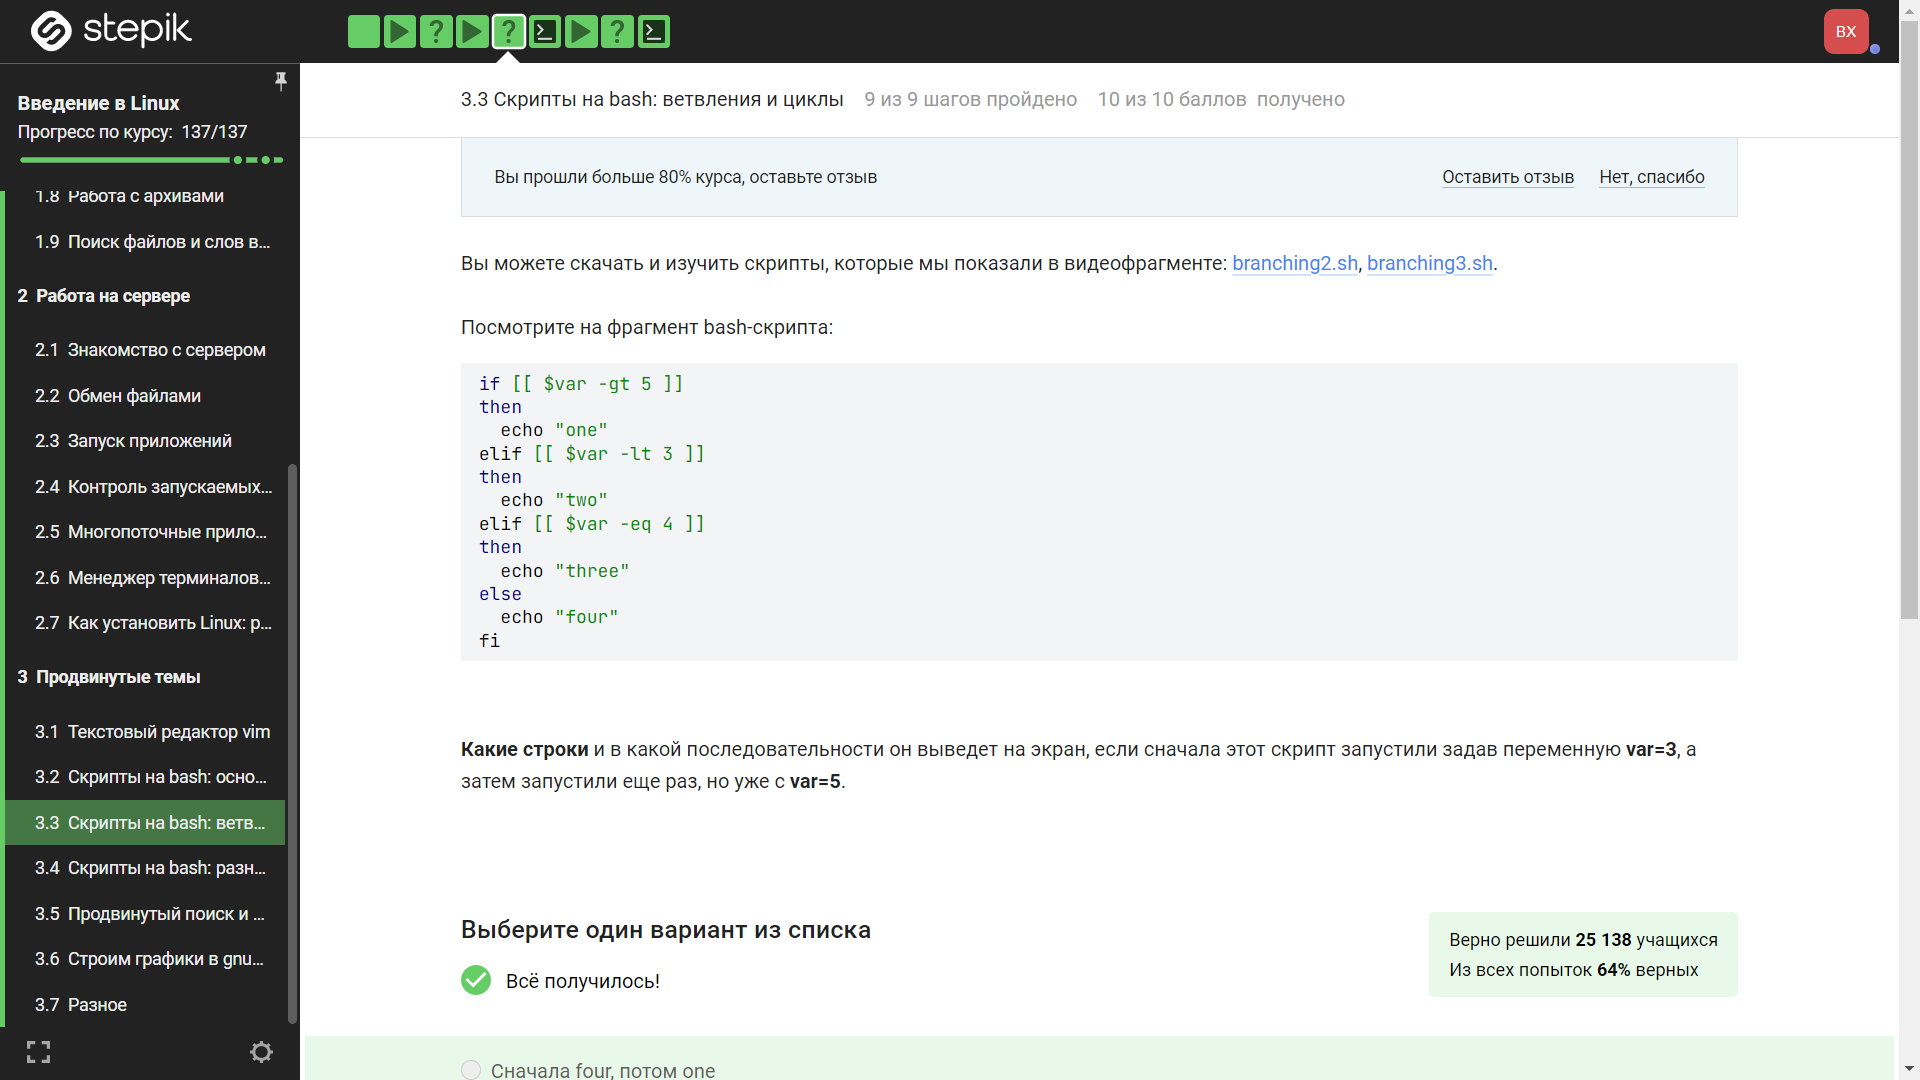 stepik
BX
Введение в Linux
Прогресс по курсу: 137/137
1.8 Работа с архивами
1.9 Поиск файлов и слов в...
2 Работа на сервере
2.1 Знакомство с сервером
2.2 Обмен файлами
2.3 Запуск приложений
2.4 Контроль запускаемых...
2.5 Многопоточные прило...
2.6 Менеджер терминалов...
2.7 Как установить Linux: р...
3 Продвинутые темы
3.1 Текстовый редактор vim
3.2 Скрипты на bash: осно...
3.3 Скрипты на bash: ветв...
3.4 Скрипты на bash: разн...
3.5 Продвинутый поиск и ...
3.6 Строим графики в gnu...
3.7 Разное
3.3 Скрипты на bash: ветвления и циклы 9 из 9 шагов пройдено 10 из 10 баллов получено
Вы прошли больше 80% курса, оставьте отзыв Оставить отзыв Нет, спасибо
Вы можете скачать и изучить скрипты, которые мы показали в видеофрагменте: branching2.sh, branching3.sh.
Посмотрите на фрагмент bash-скрипта:
if [[ $var -gt 5 ]]
then
  echo "one"
elif [[ $var -lt 3 ]]
then
  echo "two"
elif [[ $var -eq 4 ]]
then
  echo "three"
else
  echo "four"
fi
Какие строки и в какой последовательности он выведет на экран, если сначала этот скрипт запустили задав переменную var=3, а
затем запустили еще раз, но уже с var=5.
Выберите один вариант из списка
Всё получилось!
Верно решили 25 138 учащихся
Из всех попыток 64% верных
Сначала four, потом one